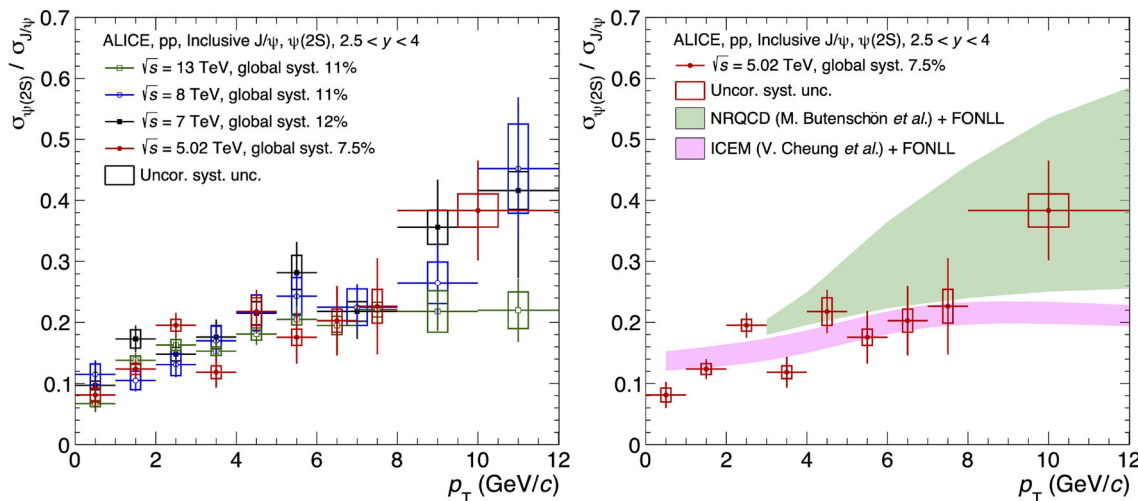 σψ(2S) / σJ/ψ
0.7
0.6
0.5
0.4
0.3
0.2
0.1
0
ALICE, pp, Inclusive J/ψ, ψ(2S), 2.5 < y < 4
√s = 13 TeV, global syst. 11%
√s = 8 TeV, global syst. 11%
√s = 7 TeV, global syst. 12%
√s = 5.02 TeV, global syst. 7.5%
Uncor. syst. unc.
0 2 4 6 8 10 12
pT (GeV/c)
σψ(2S) / σJ/ψ
0.7
0.6
0.5
0.4
0.3
0.2
0.1
0
ALICE, pp, Inclusive J/ψ, ψ(2S), 2.5 < y < 4
√s = 5.02 TeV, global syst. 7.5%
Uncor. syst. unc.
NRQCD (M. Butenschön et al.) + FONLL
ICEM (V. Cheung et al.) + FONLL
0 2 4 6 8 10 12
pT (GeV/c)